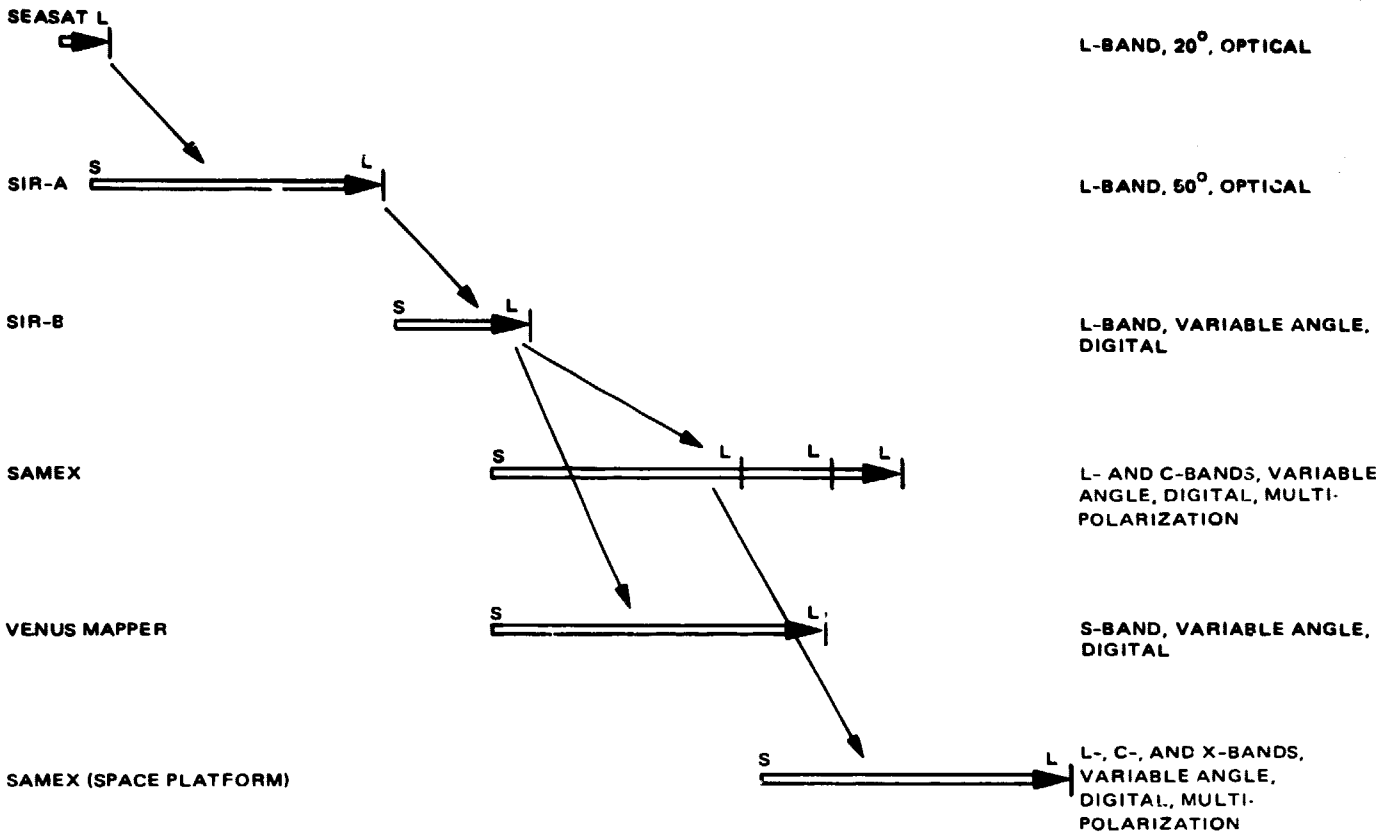 SEASAT L
L-BAND, 20°, OPTICAL
S L
SIR-A
L-BAND, 50°, OPTICAL
S L
SIR-B
L-BAND, VARIABLE ANGLE,
DIGITAL
S L L L
SAMEX
L- AND C-BANDS, VARIABLE
ANGLE, DIGITAL, MULTI-
POLARIZATION
S L
VENUS MAPPER
S-BAND, VARIABLE ANGLE,
DIGITAL
S L
SAMEX (SPACE PLATFORM)
L-, C-, AND X-BANDS,
VARIABLE ANGLE,
DIGITAL, MULTI-
POLARIZATION